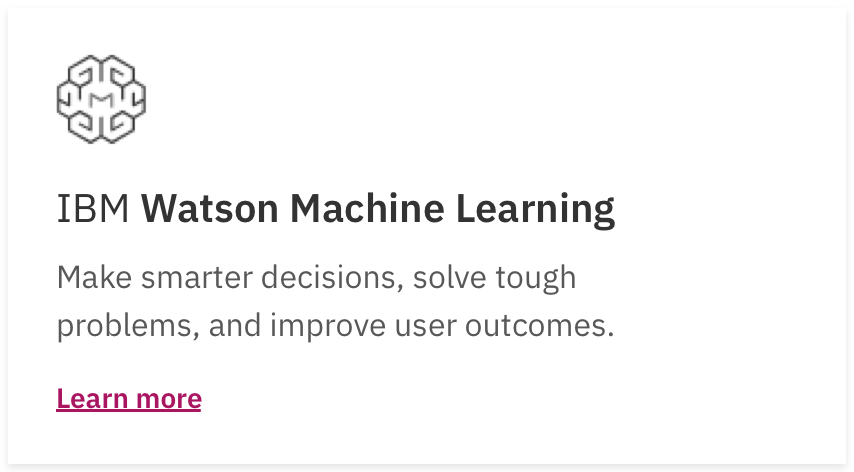 IBM Watson Machine Learning
Make smarter decisions, solve tough
problems, and improve user outcomes.
Learn more